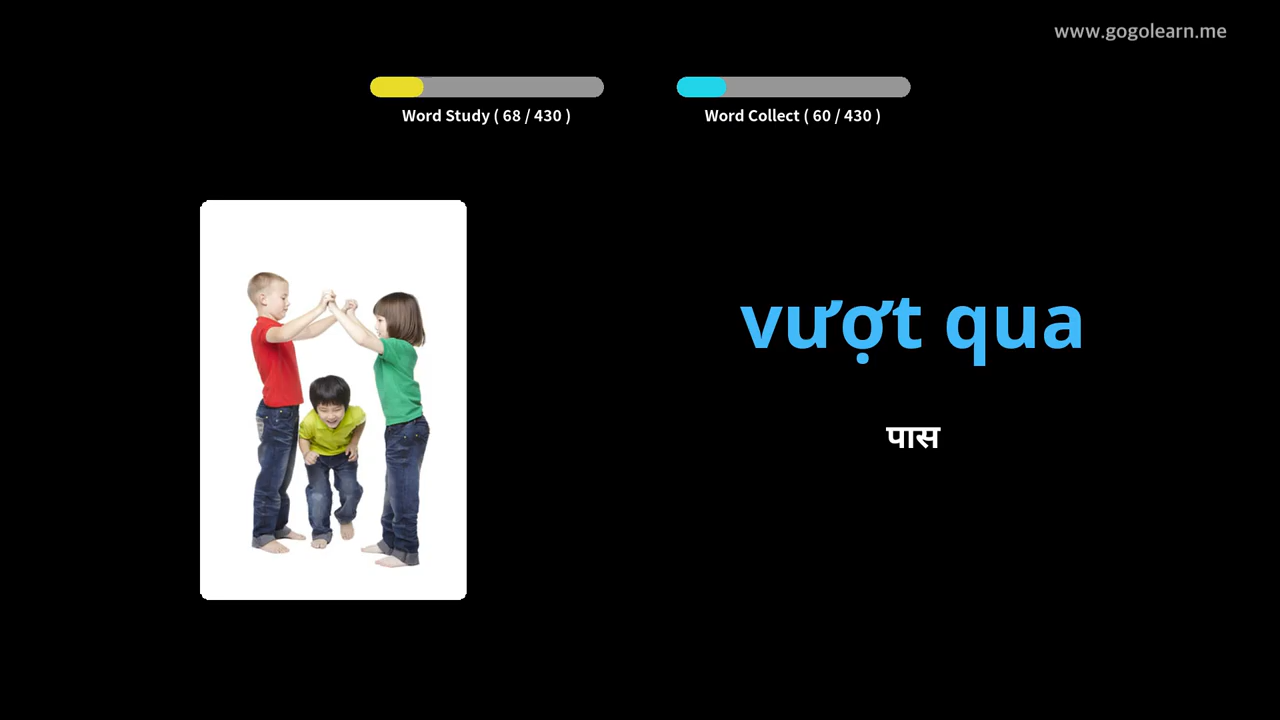 www.gogolearn.me
Word Study ( 68 / 430 )
Word Collect ( 60 / 430 )
vượt qua
पास